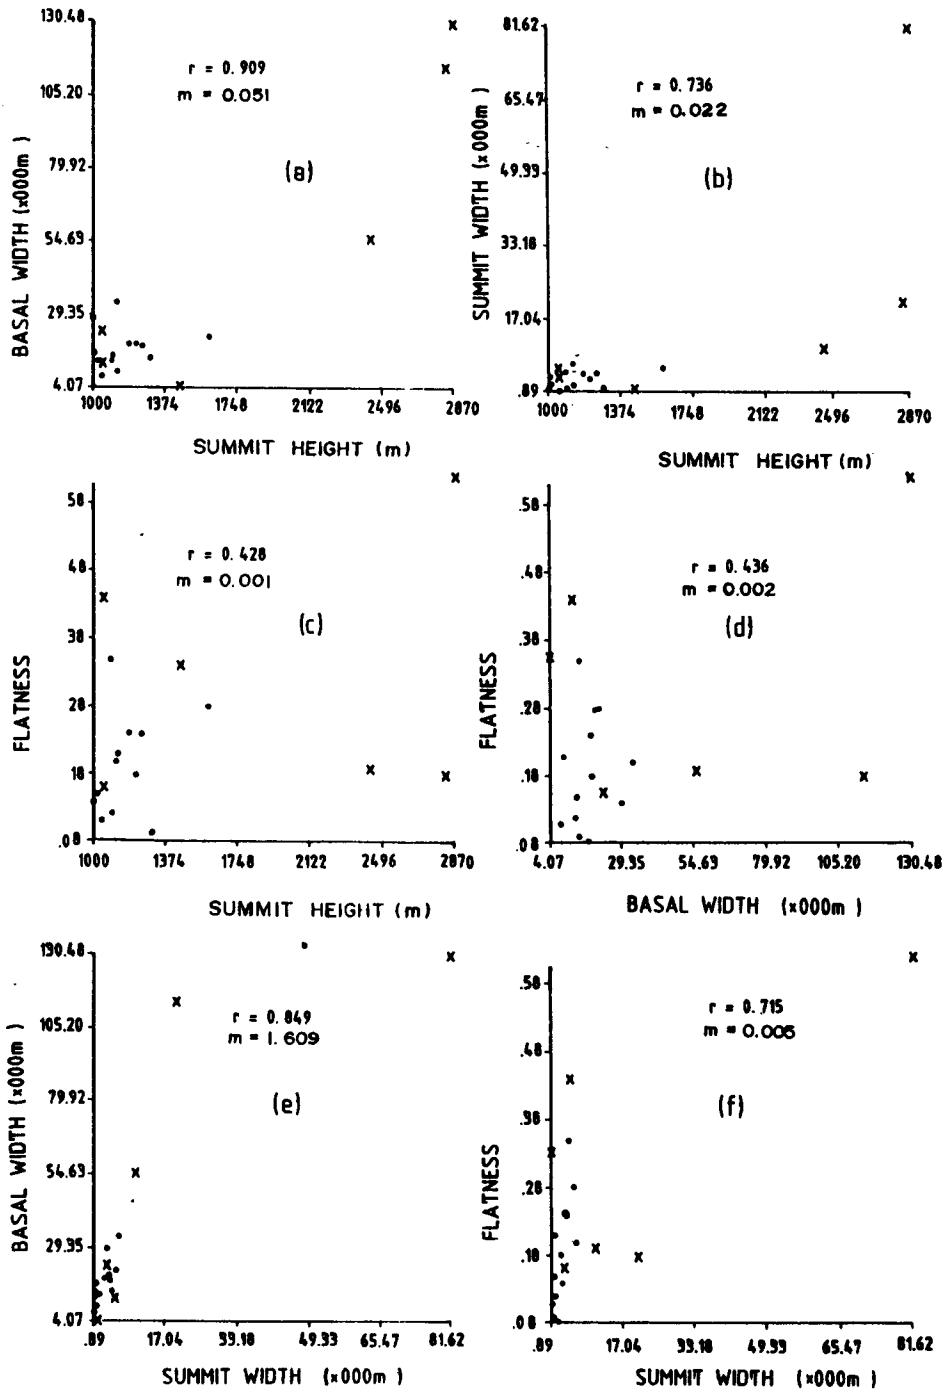 130.48
105.20
79.92
54.63
29.35
4.07
BASAL WIDTH (x000m)
r = 0.909
m = 0.051
(a)
1000 1374 1748 2122 2496 2870
SUMMIT HEIGHT (m)
81.62
65.47
49.33
33.18
17.04
.89
SUMMIT WIDTH (x000m)
r = 0.736
m = 0.022
(b)
1000 1374 1748 2122 2496 2870
SUMMIT HEIGHT (m)
58
48
38
28
18
.08
FLATNESS
r = 0.428
m = 0.001
(c)
1000 1374 1748 2122 2496 2870
SUMMIT HEIGHT (m)
.58
.48
.38
.28
.18
.08
FLATNESS
r = 0.436
m = 0.002
(d)
4.07 29.35 54.63 79.92 105.20 130.48
BASAL WIDTH (x000m)
130.48
105.20
79.92
54.63
29.35
4.07
BASAL WIDTH (x000m)
r = 0.849
m = 1.609
(e)
.89 17.04 33.18 49.33 65.47 81.62
SUMMIT WIDTH (x000m)
.58
.48
.38
.28
.18
.08
FLATNESS
r = 0.715
m = 0.005
(f)
.89 17.04 33.18 49.33 65.47 81.62
SUMMIT WIDTH (x000m)